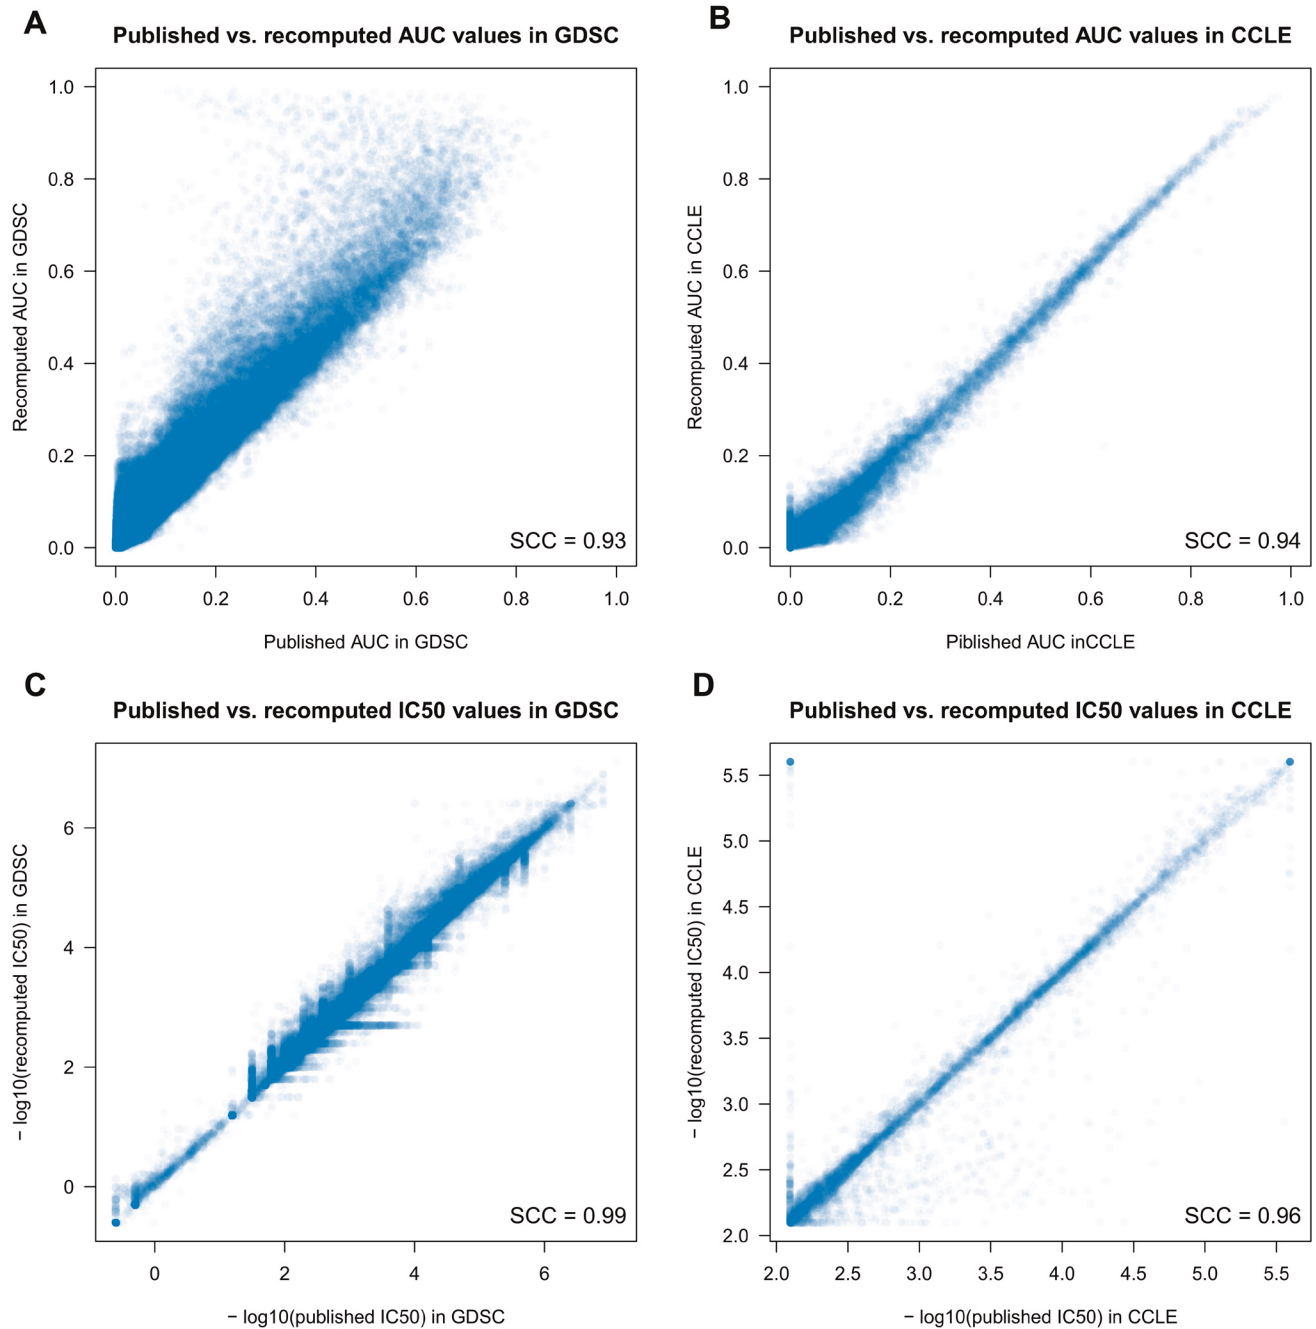 A
Published vs. recomputed AUC values in GDSC
Recomputed AUC in GDSC
1.0
0.8
0.6
0.4
0.2
0.0
SCC = 0.93
0.0 0.2 0.4 0.6 0.8 1.0
Published AUC in GDSC
B
Published vs. recomputed AUC values in CCLE
Recomputed AUC in CCLE
1.0
0.8
0.6
0.4
0.2
0.0
SCC = 0.94
0.0 0.2 0.4 0.6 0.8 1.0
Piblished AUC inCCLE
C
Published vs. recomputed IC50 values in GDSC
− log10(recomputed IC50) in GDSC
6
4
2
0
SCC = 0.99
0 2 4 6
− log10(published IC50) in GDSC
D
Published vs. recomputed IC50 values in CCLE
− log10(recomputed IC50) in CCLE
5.5
5.0
4.5
4.0
3.5
3.0
2.5
2.0
SCC = 0.96
2.0 2.5 3.0 3.5 4.0 4.5 5.0 5.5
− log10(published IC50) in CCLE